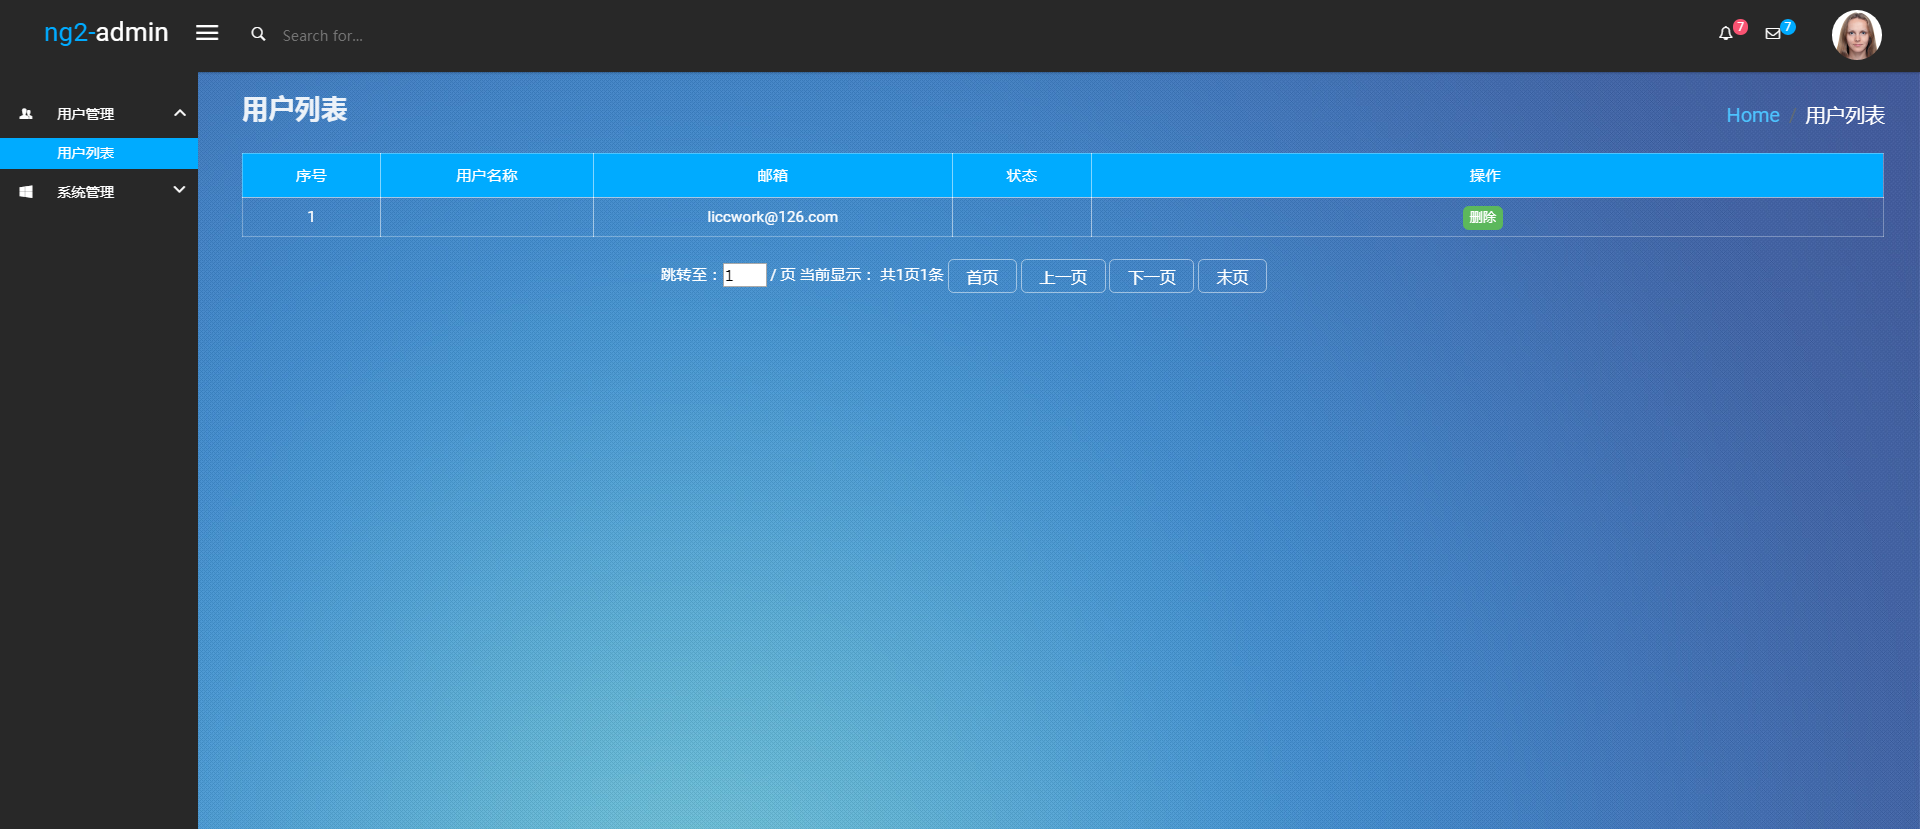 ng2-admin
Search for...
7
7
用户管理
用户列表
系统管理
用户列表
Home / 用户列表
序号 用户名称 邮箱 状态 操作
1 liccwork@126.com 删除
跳转至：1 / 页 当前显示： 共1页1条 首页 上一页 下一页 末页